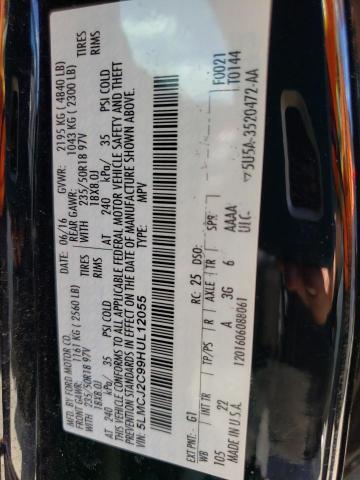 MFD. BY FORD MOTOR CO.
DATE: 06/16 GVWR: 2195 KG (4840 LB)
FRONT GAWR: 1161 KG (2560 LB) REAR GAWR: 1043 KG (2300 LB)
235/50R18 97V TIRES WITH 235/50R18 97V TIRES
18X8.0J RIMS 18X8.0J RIMS
AT 240 kPa/ 35 PSI COLD AT 240 kPa/ 35 PSI COLD
THIS VEHICLE CONFORMS TO ALL APPLICABLE FEDERAL MOTOR VEHICLE SAFETY AND THEFT
PREVENTION STANDARDS IN EFFECT ON THE DATE OF MANUFACTURE SHOWN ABOVE.
VIN: 5LMCJ2C99HUL12055
TYPE: MPV
F0021
T0144
EXT PNT: G1 RC: 25 DSO:
WB INT TR TP/PS R AXLE TR SPR
105 22 A 3G 6 AAAA
MADE IN U.S.A. ULC
1201606088061
5U5A-3520472-AA